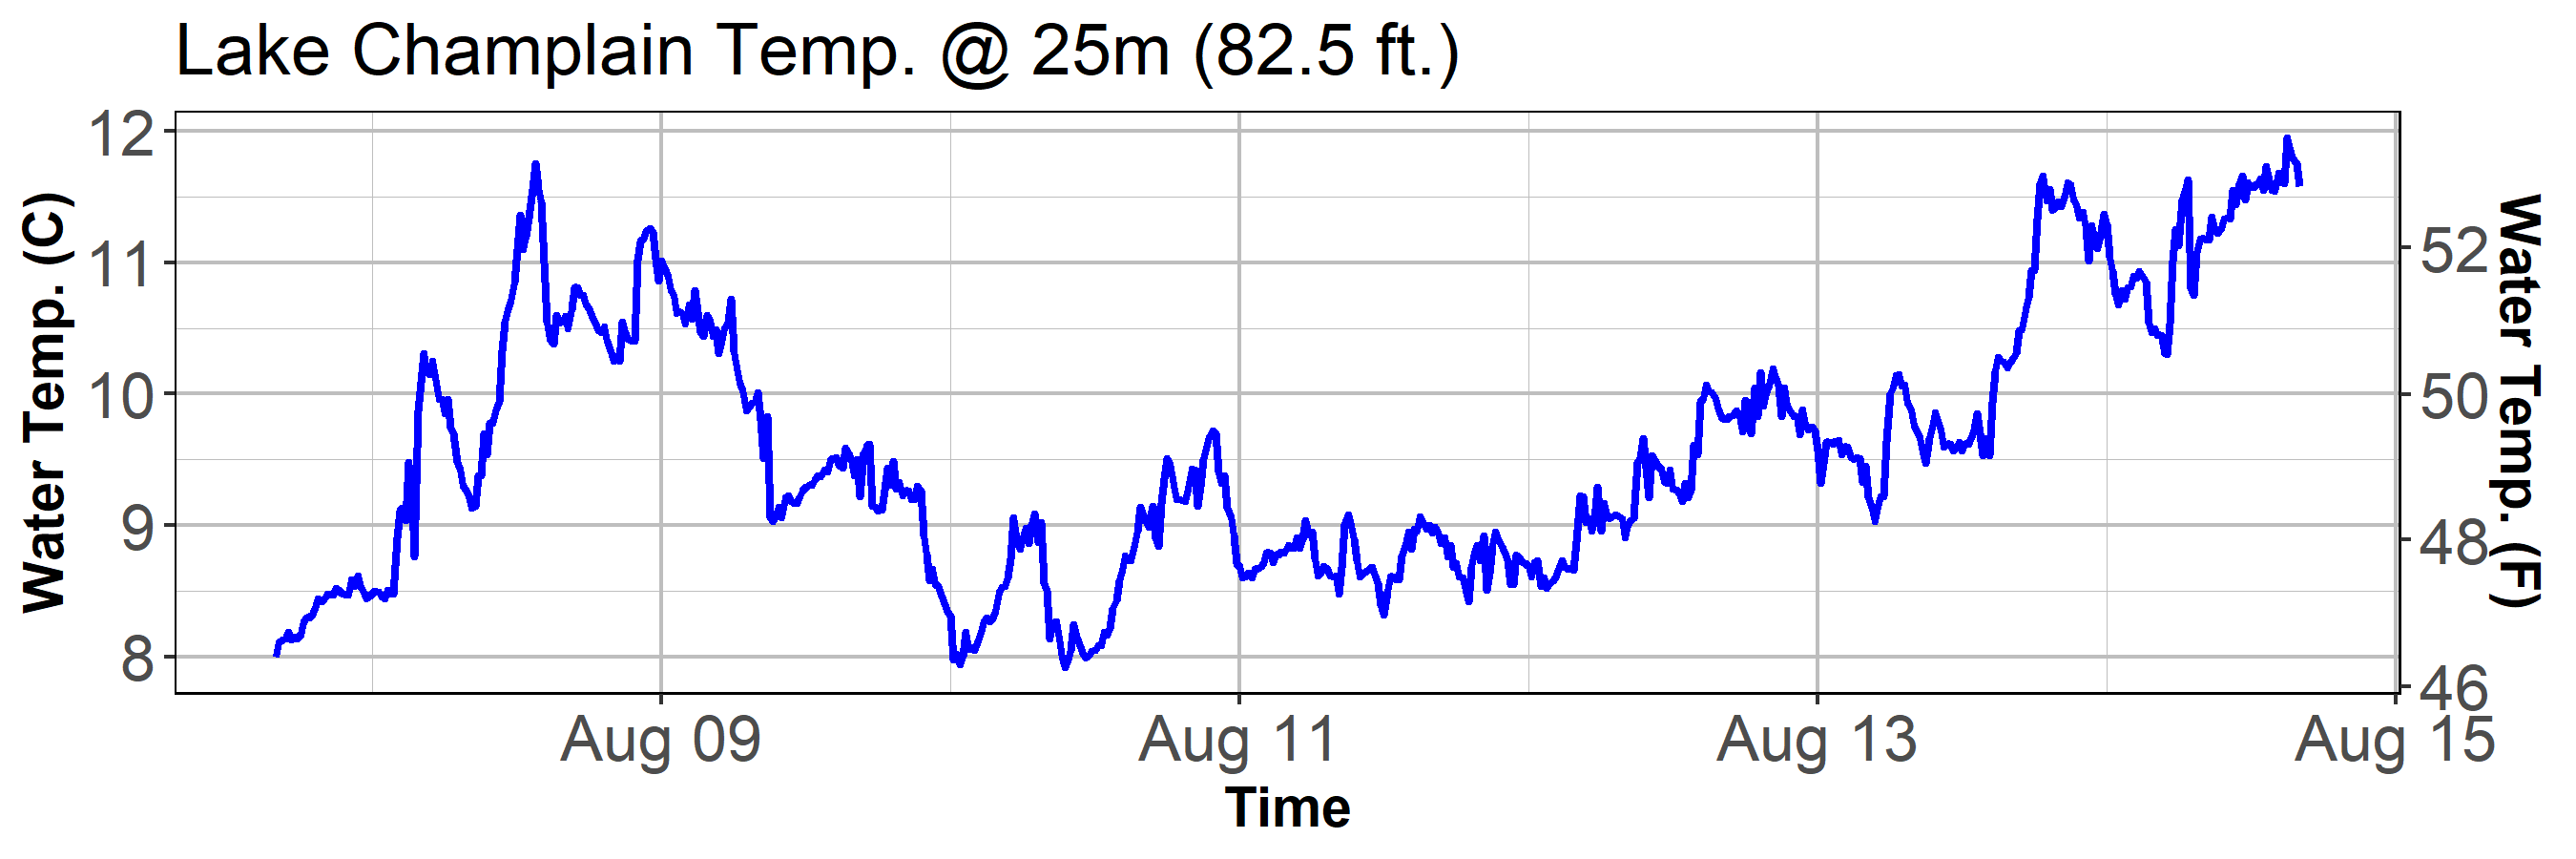 Lake Champlain Temp. @ 25m (82.5 ft.)
Water Temp. (C)
12
11
10
9
8
52
50
48
46
Water Temp. (F)
Aug 09 Aug 11 Aug 13 Aug 15
Time